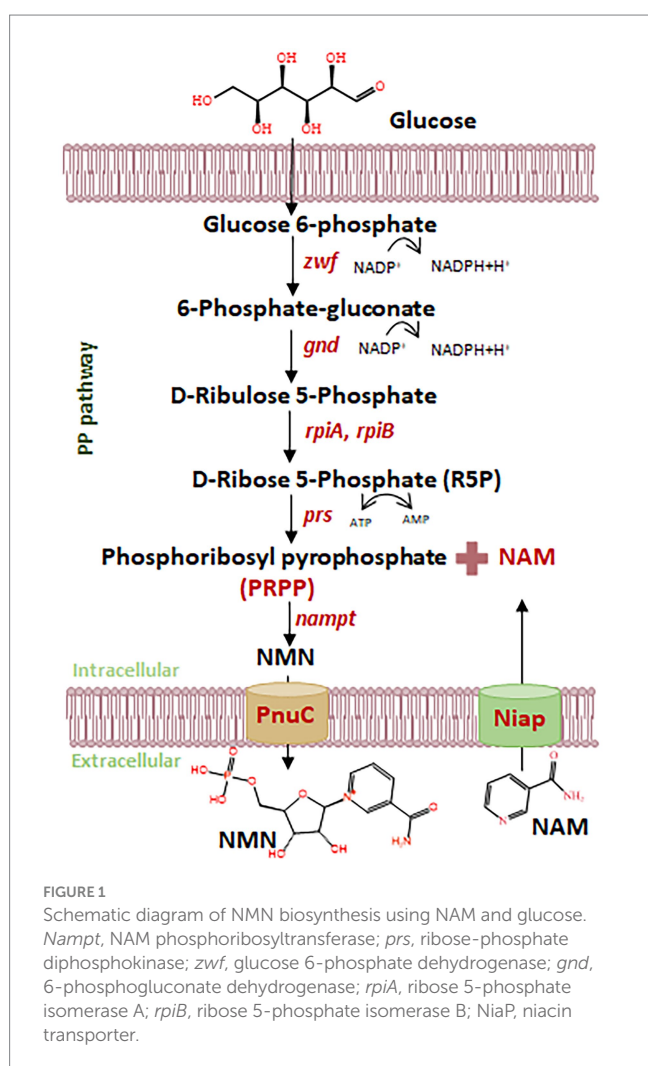 OH
OH
HO
O
OH
OH
Glucose
Glucose 6-phosphate
zwf NADP⁺ NADPH+H⁺
6-Phosphate-gluconate
gnd NADP⁺ NADPH+H⁺
D-Ribulose 5-Phosphate
PP pathway
rpiA, rpiB
D-Ribose 5-Phosphate (R5P)
prs ATP AMP
Phosphoribosyl pyrophosphate + NAM
(PRPP)
nampt
NMN
Intracellular
PnuC
Niap
Extracellular
O
HO
P
O
HO
O
N⁺
O
H₂N
HO
OH
NMN
O
NH₂
N
NAM
FIGURE 1
Schematic diagram of NMN biosynthesis using NAM and glucose.
Nampt, NAM phosphoribosyltransferase; prs, ribose-phosphate
diphosphokinase; zwf, glucose 6-phosphate dehydrogenase; gnd,
6-phosphogluconate dehydrogenase; rpiA, ribose 5-phosphate
isomerase A; rpiB, ribose 5-phosphate isomerase B; NiaP, niacin
transporter.